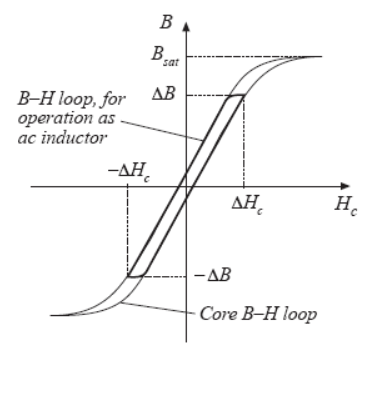 B
B_sat
B–H loop, for
operation as
ac inductor
ΔB
−ΔH_c
ΔH_c
H_c
−ΔB
Core B–H loop